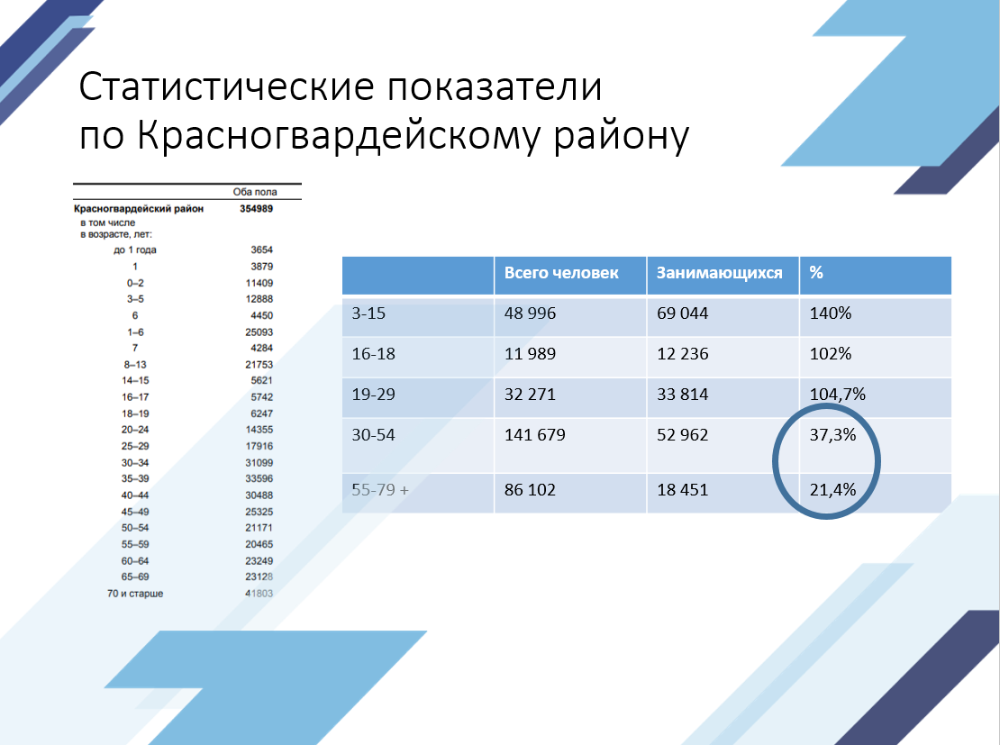 Статистические показатели
по Красногвардейскому району
Оба пола
Красногвардейский район 354989
в том числе
в возрасте, лет:
до 1 года 3654
1 3879
0–2 11409
3–5 12888
6 4450
1–6 25093
7 4284
8–13 21753
14–15 5621
16–17 5742
18–19 6247
20–24 14355
25–29 17916
30–34 31099
35–39 33596
40–44 30488
45–49 25325
50–54 21171
55–59 20465
60–64 23249
65–69 23128
70 и старше 41803
Всего человек Занимающихся %
3-15 48 996 69 044 140%
16-18 11 989 12 236 102%
19-29 32 271 33 814 104,7%
30-54 141 679 52 962 37,3%
55-79 + 86 102 18 451 21,4%